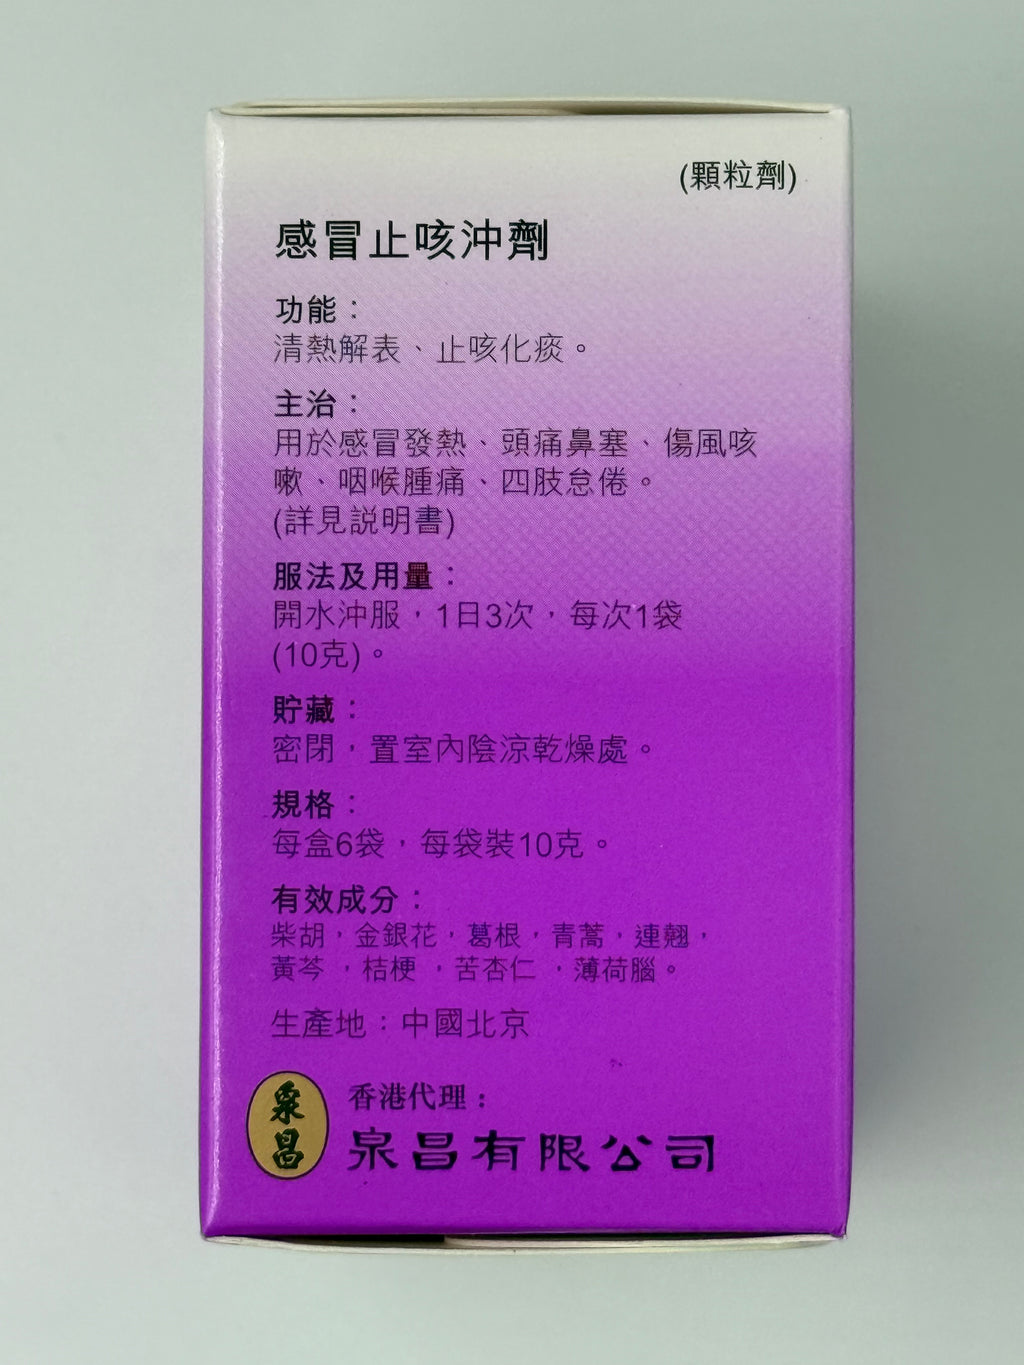 (顆粒劑)
感冒止咳沖劑
功能：
清熱解表、止咳化痰。
主治：
用於感冒發熱、頭痛鼻塞、傷風咳
嗽、咽喉腫痛、四肢怠倦。
(詳見説明書)
服法及用量：
開水沖服，1日3次，每次1袋
(10克)。
貯藏：
密閉，置室內陰涼乾燥處。
規格：
每盒6袋，每袋裝10克。
有效成分：
柴胡，金銀花，葛根，青蒿，連翹，
黃芩，桔梗，苦杏仁，薄荷腦。
生產地：中國北京
泉昌
香港代理：
泉昌有限公司